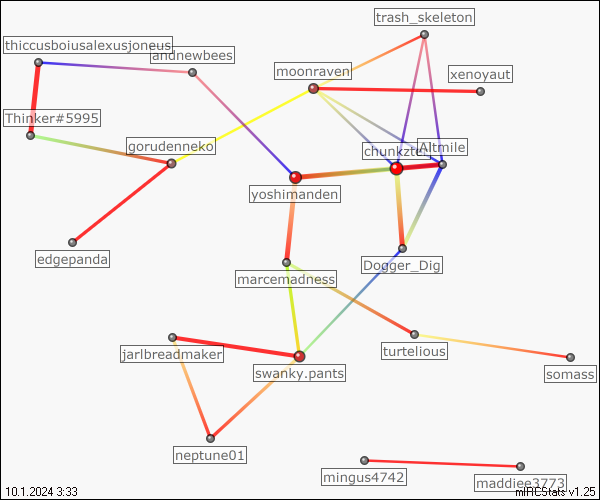 trash_skeleton
thiccusboiusalexusjoneus
andnewbees
moonraven
xenoyaut
Thinker#5995
gorudenneko
Altmile
yoshimanden
edgepanda
Dogger_Dig
marcemadness
jarlbreadmaker
turtelious
swanky.pants
somass
neptune01
mingus4742
maddiee3773
10.1.2024 3:33
mIRCStats v1.25